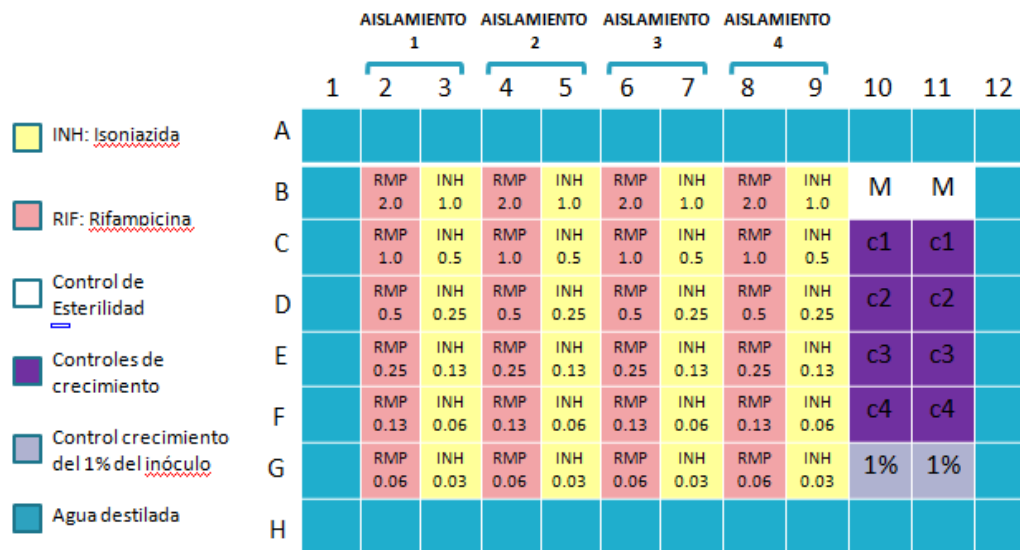 AISLAMIENTO AISLAMIENTO AISLAMIENTO AISLAMIENTO
1 2 3 4
1 2 3 4 5 6 7 8 9 10 11 12
A
INH: Isoniazida
B RMP 2.0 INH 1.0 RMP 2.0 INH 1.0 RMP 2.0 INH 1.0 RMP 2.0 INH 1.0 M M
RIF: Rifampicina
C RMP 1.0 INH 0.5 RMP 1.0 INH 0.5 RMP 1.0 INH 0.5 RMP 1.0 INH 0.5 c1 c1
Control de
Esterilidad
D RMP 0.5 INH 0.25 RMP 0.5 INH 0.25 RMP 0.5 INH 0.25 RMP 0.5 INH 0.25 c2 c2
Controles de
crecimiento
E RMP 0.25 INH 0.13 RMP 0.25 INH 0.13 RMP 0.25 INH 0.13 RMP 0.25 INH 0.13 c3 c3
F RMP 0.13 INH 0.06 RMP 0.13 INH 0.06 RMP 0.13 INH 0.06 RMP 0.13 INH 0.06 c4 c4
Control crecimiento
del 1% del inóculo
G RMP 0.06 INH 0.03 RMP 0.06 INH 0.03 RMP 0.06 INH 0.03 RMP 0.06 INH 0.03 1% 1%
Agua destilada
H